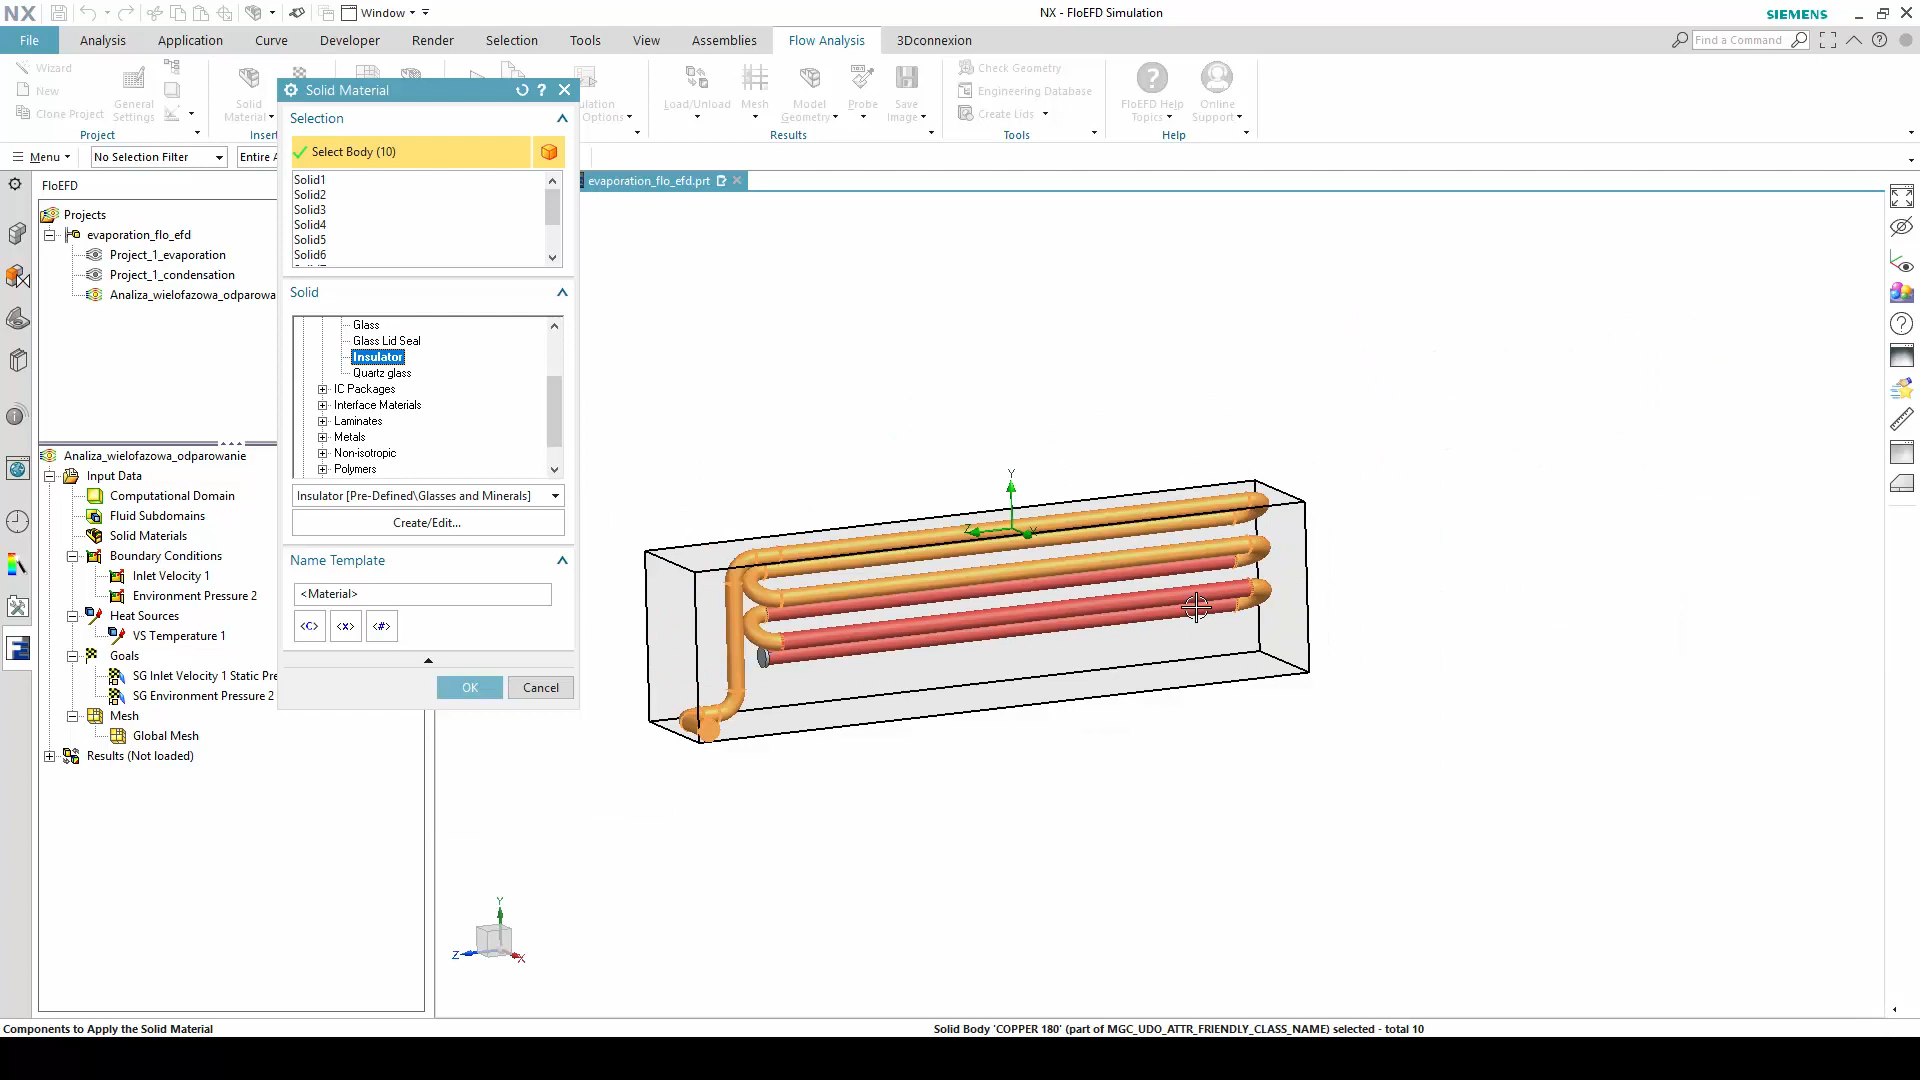 NX
Window
NX - FloEFD Simulation
SIEMENS
File
Analysis
Application
Curve
Developer
Render
Selection
Tools
View
Assemblies
Flow Analysis
3Dconnexion
Find a Command
Wizard
New
Clone Project
General Settings
Project
Solid Material
Load/Unload
Mesh
Model Geometry
Probe
Save Image
Results
Check Geometry
Engineering Database
Create Lids
Tools
FloEFD Help Topics
Online Support
Help
Menu
No Selection Filter
Solid Material
Selection
Select Body (10)
Solid1
Solid2
Solid3
Solid4
Solid5
Solid6
Solid
Glass
Glass Lid Seal
Insulator
Quartz glass
IC Packages
Interface Materials
Laminates
Metals
Non-isotropic
Polymers
Insulator [Pre-Defined\Glasses and Minerals]
Create/Edit...
Name Template
<Material>
<C>
<x>
<#>
OK
Cancel
FloEFD
Projects
evaporation_flo_efd
Project_1_evaporation
Project_1_condensation
Analiza_wielofazowa_odparowa
Analiza_wielofazowa_odparowanie
Input Data
Computational Domain
Fluid Subdomains
Solid Materials
Boundary Conditions
Inlet Velocity 1
Environment Pressure 2
Heat Sources
VS Temperature 1
Goals
SG Inlet Velocity 1 Static Pre
SG Environment Pressure 2
Mesh
Global Mesh
Results (Not loaded)
evaporation_flo_efd.prt
Y
Z
Y
Z
X
Components to Apply the Solid Material
Solid Body 'COPPER 180' (part of MGC_UDO_ATTR_FRIENDLY_CLASS_NAME) selected - total 10